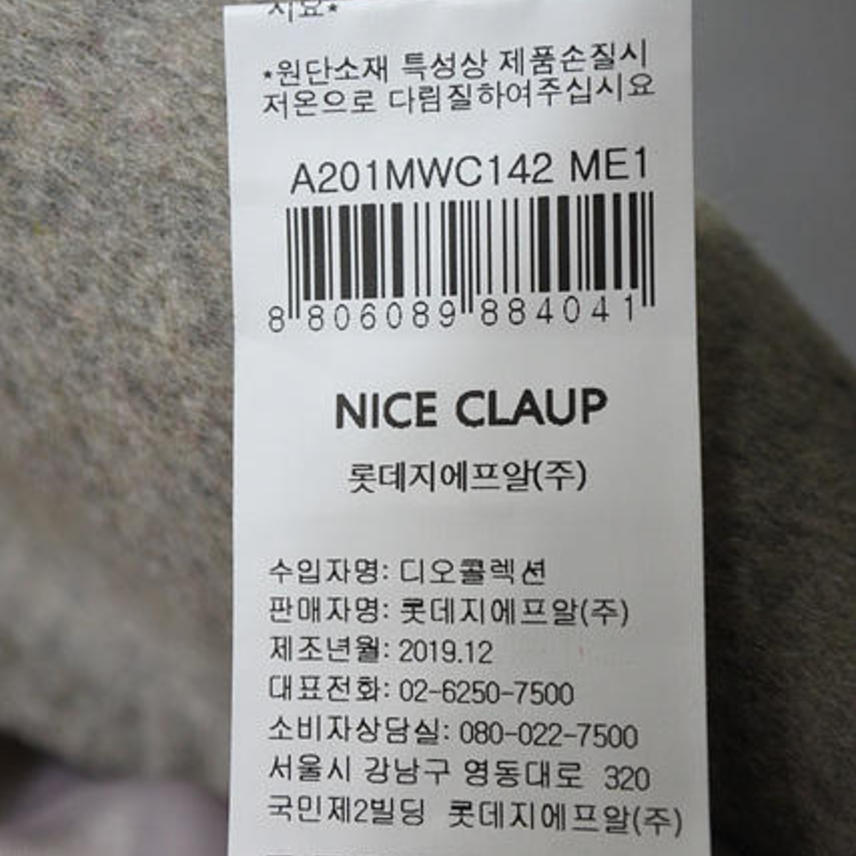 시요*
*원단소재 특성상 제품손질시
저온으로 다림질하여주십시요
A201MWC142 ME1
8 806089 884041
NICE CLAUP
롯데지에프알(주)
수입자명: 디오콜렉션
판매자명: 롯데지에프알(주)
제조년월: 2019.12
대표전화: 02-6250-7500
소비자상담실: 080-022-7500
서울시 강남구 영동대로 320
국민제2빌딩 롯데지에프알(주)